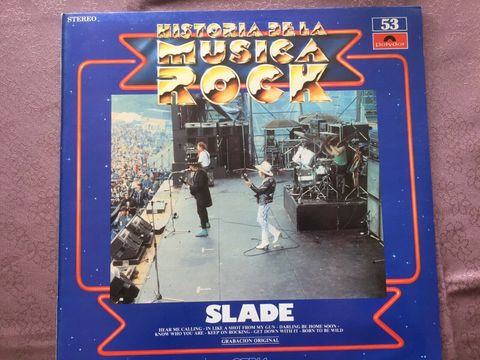 STEREO
HISTORIA DE LA
MUSICA
ROCK
53
polydor
SLADE
HEAR ME CALLING - IN LIKE A SHOT FROM MY GUN - DARLING BE HOME SOON -
KNOW WHO YOU ARE - KEEP ON ROCKING - GET DOWN WITH IT - BORN TO BE WILD
GRABACION ORIGINAL